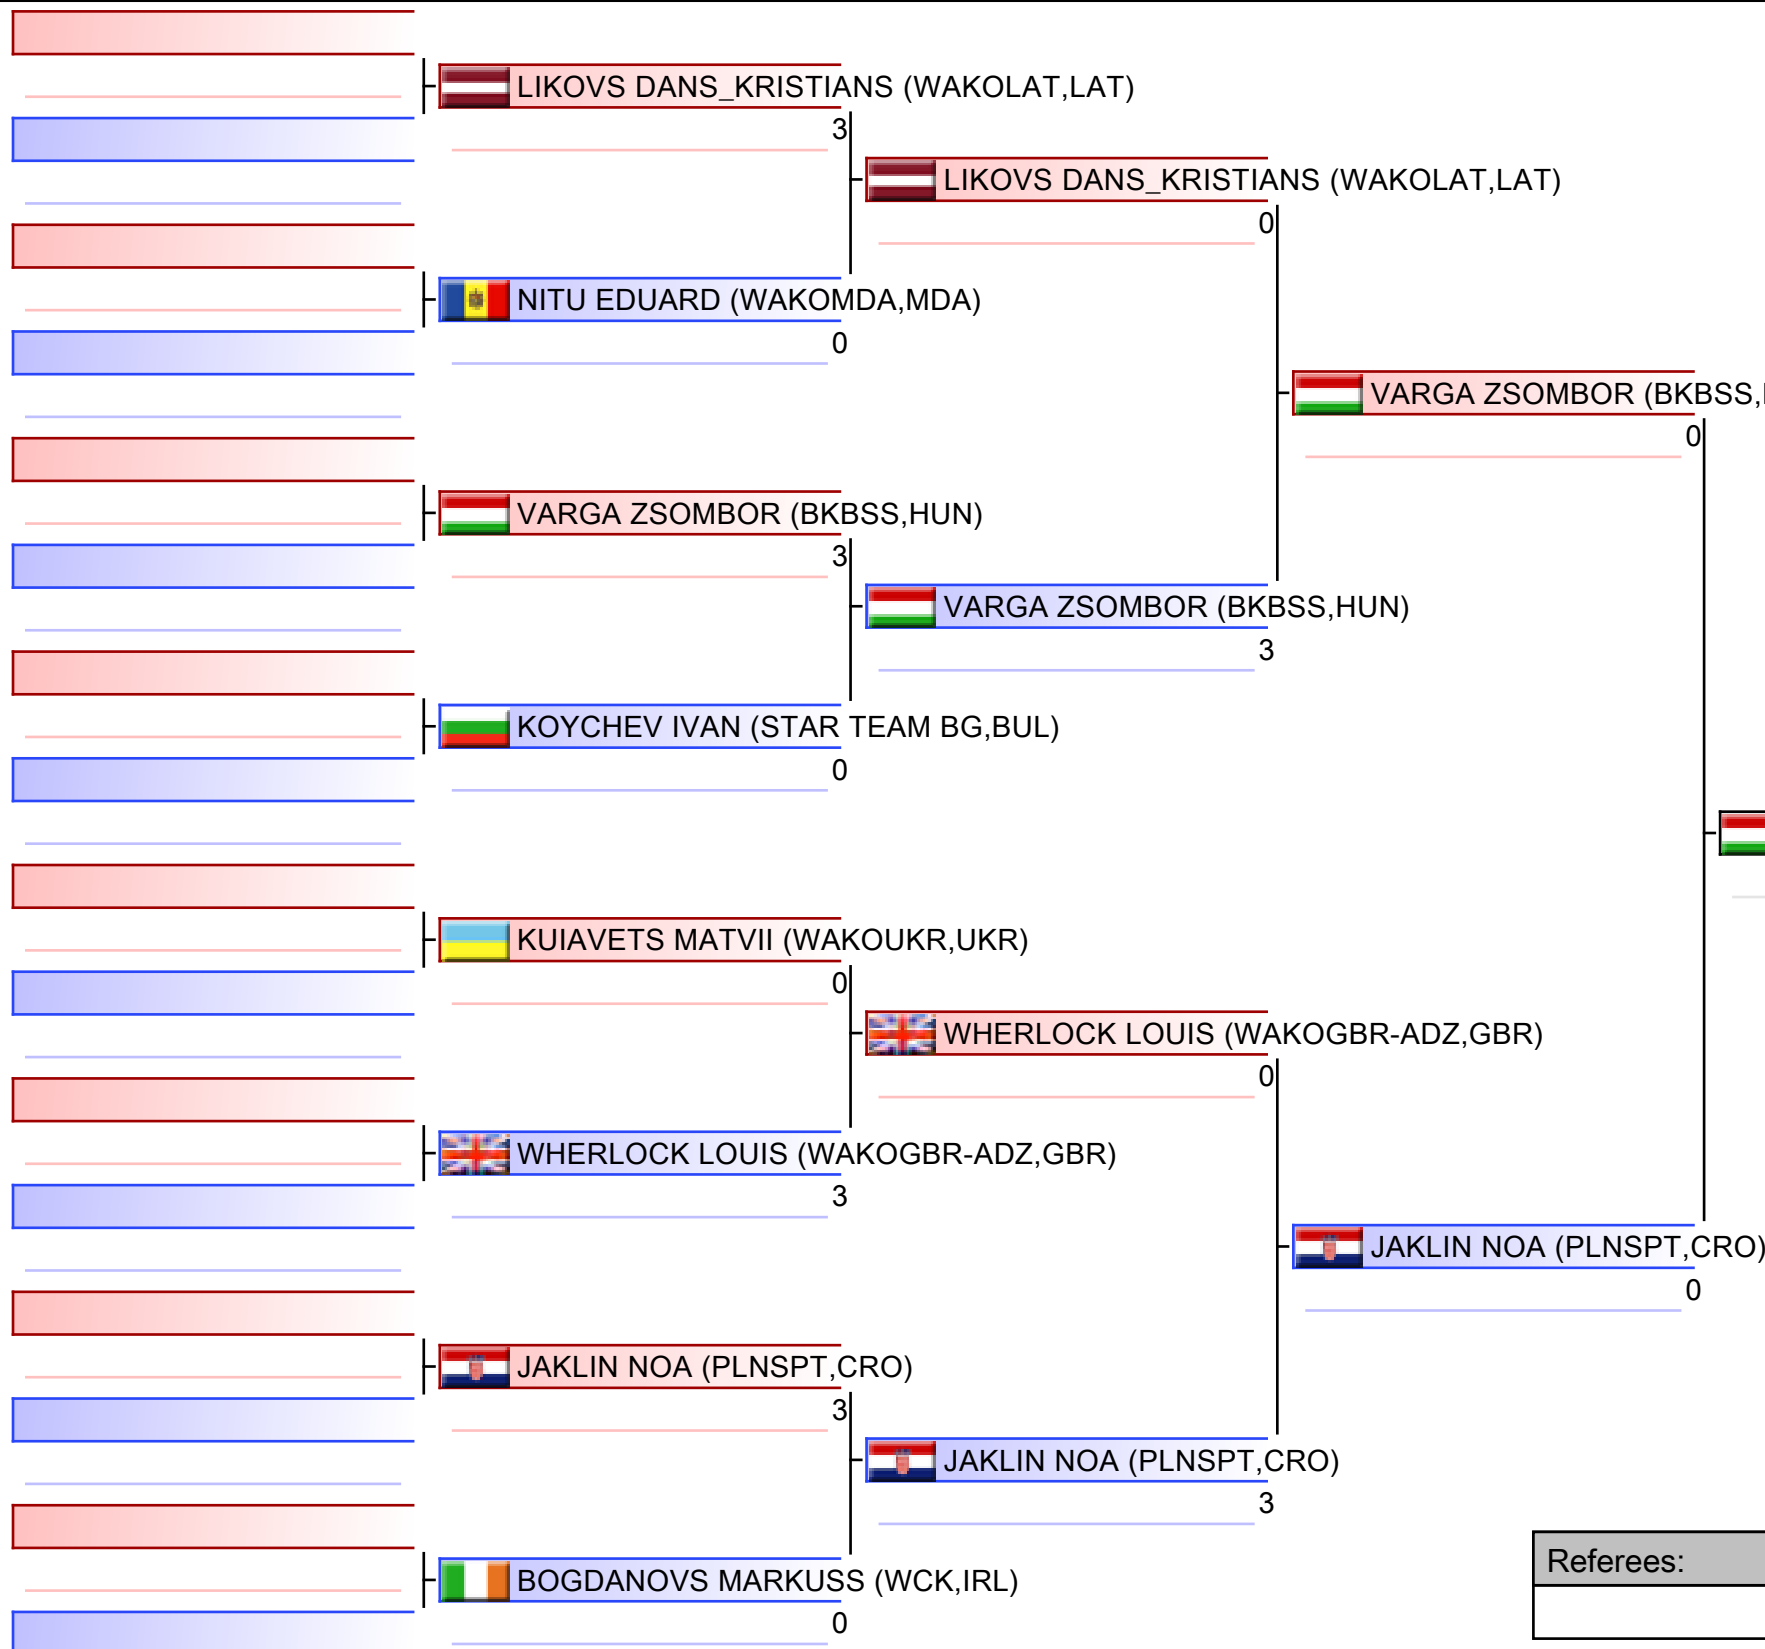 LIKOVS DANS_KRISTIANS (WAKOLAT,LAT)
3
LIKOVS DANS_KRISTIANS (WAKOLAT,LAT)
0
NITU EDUARD (WAKOMDA,MDA)
0
VARGA ZSOMBOR (BKBSS,
0
VARGA ZSOMBOR (BKBSS,HUN)
3
VARGA ZSOMBOR (BKBSS,HUN)
3
KOYCHEV IVAN (STAR TEAM BG,BUL)
0
KUIAVETS MATVII (WAKOUKR,UKR)
0
WHERLOCK LOUIS (WAKOGBR-ADZ,GBR)
0
WHERLOCK LOUIS (WAKOGBR-ADZ,GBR)
3
JAKLIN NOA (PLNSPT,CRO)
0
JAKLIN NOA (PLNSPT,CRO)
3
JAKLIN NOA (PLNSPT,CRO)
3
BOGDANOVS MARKUSS (WCK,IRL)
0
Referees: